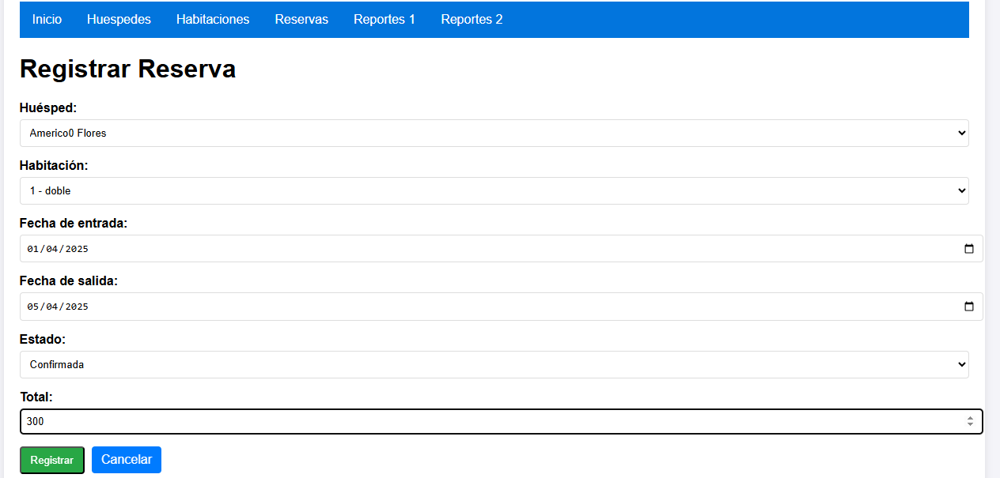 Inicio Huespedes Habitaciones Reservas Reportes 1 Reportes 2
Registrar Reserva
Huésped:
Americo0 Flores
Habitación:
1 - doble
Fecha de entrada:
01/04/2025
Fecha de salida:
05/04/2025
Estado:
Confirmada
Total:
300
Registrar Cancelar